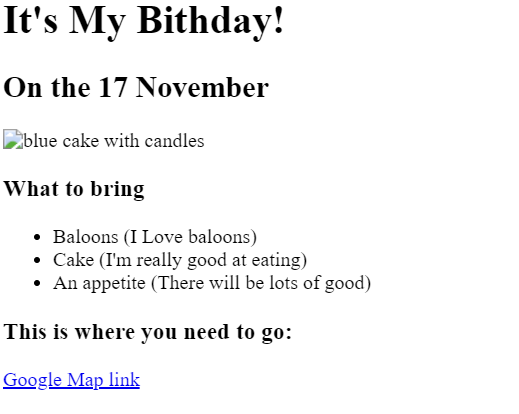 It's My Bithday!
On the 17 November
blue cake with candles
What to bring
Baloons (I Love baloons)
Cake (I'm really good at eating)
An appetite (There will be lots of good)
This is where you need to go:
Google Map link